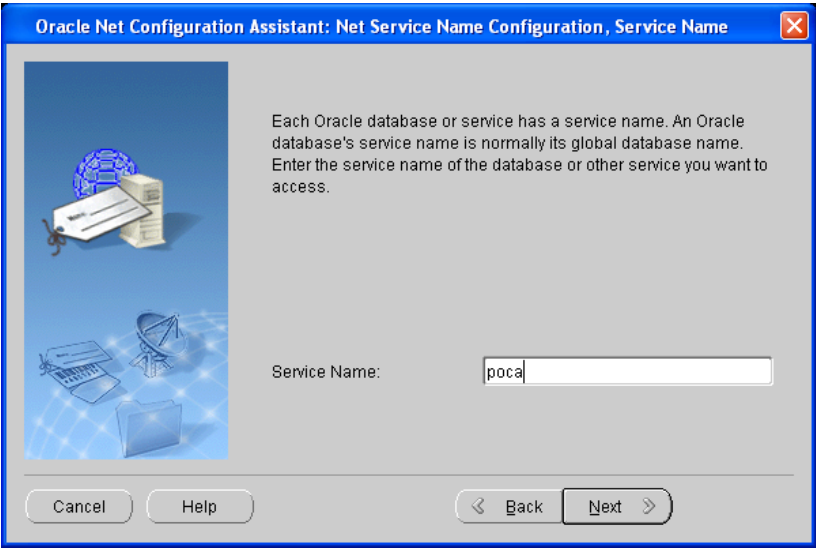 Oracle Net Configuration Assistant: Net Service Name Configuration, Service Name
Each Oracle database or service has a service name. An Oracle
database's service name is normally its global database name.
Enter the service name of the database or other service you want to
access.
Service Name:
poca
Cancel
Help
Back
Next